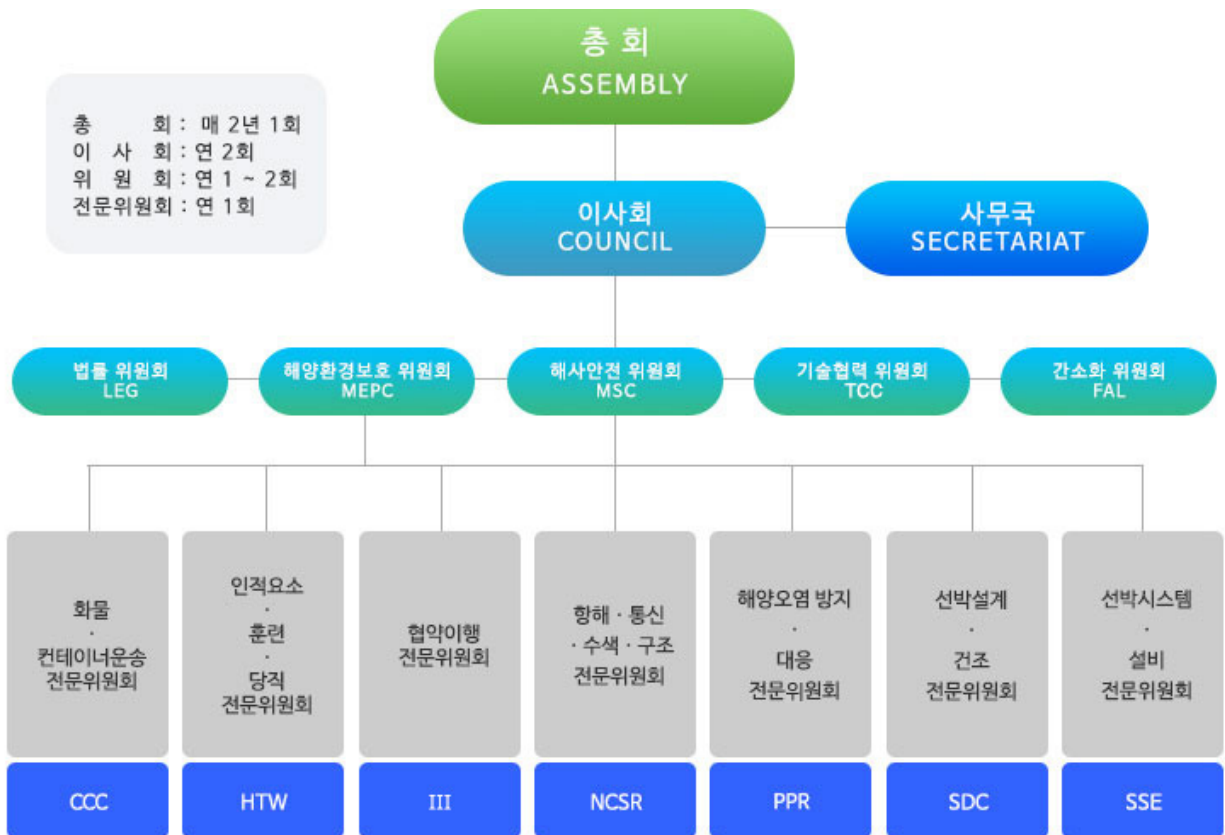 총 회
ASSEMBLY
총 회 : 매 2년 1회
이 사 회 : 연 2회
위 원 회 : 연 1 ~ 2회
전문위원회 : 연 1회
이사회
COUNCIL
사무국
SECRETARIAT
법률 위원회
LEG
해양환경보호 위원회
MEPC
해사안전 위원회
MSC
기술협력 위원회
TCC
간소화 위원회
FAL
화물
·
컨테이너운송
전문위원회
인적요소
·
훈련
·
당직
전문위원회
협약이행
전문위원회
항해 · 통신
· 수색 · 구조
전문위원회
해양오염 방지
·
대응
전문위원회
선박설계
·
건조
전문위원회
선박시스템
·
설비
전문위원회
CCC
HTW
III
NCSR
PPR
SDC
SSE